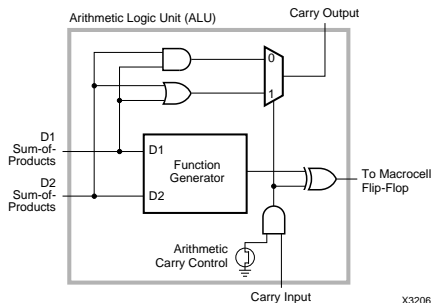 Arithmetic Logic Unit (ALU)
Carry Output
0
1
D1
Sum-of-
Products
D2
Sum-of-
Products
D1
D2
Function
Generator
To Macrocell
Flip-Flop
Arithmetic
Carry Control
Carry Input
X3206